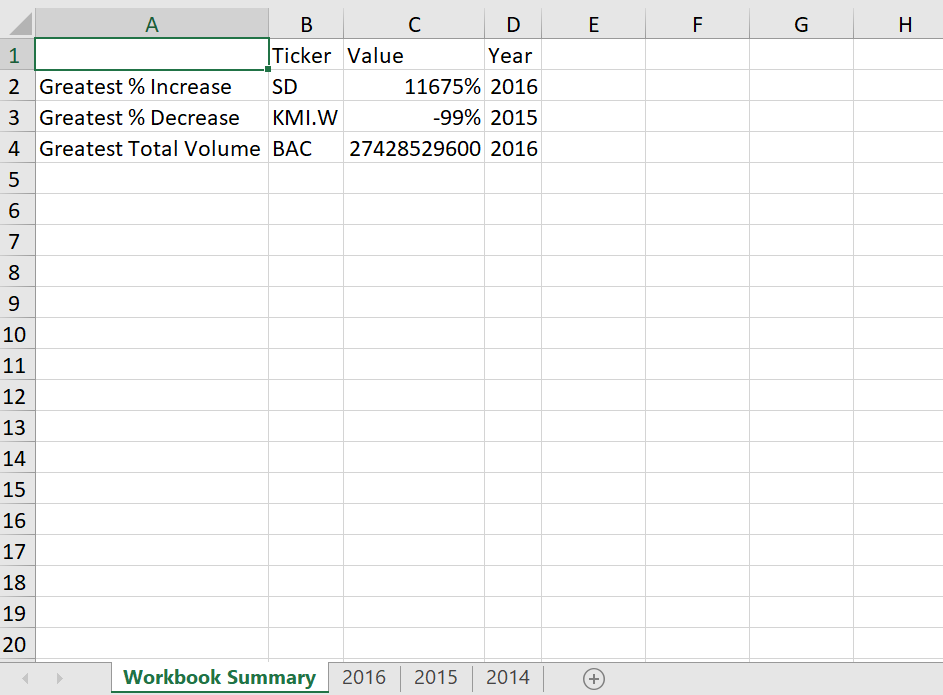 A B C D E F G H
1 Ticker Value Year
2 Greatest % Increase SD 11675% 2016
3 Greatest % Decrease KMI.W -99% 2015
4 Greatest Total Volume BAC 27428529600 2016
5
6
7
8
9
10
11
12
13
14
15
16
17
18
19
20
Workbook Summary 2016 2015 2014